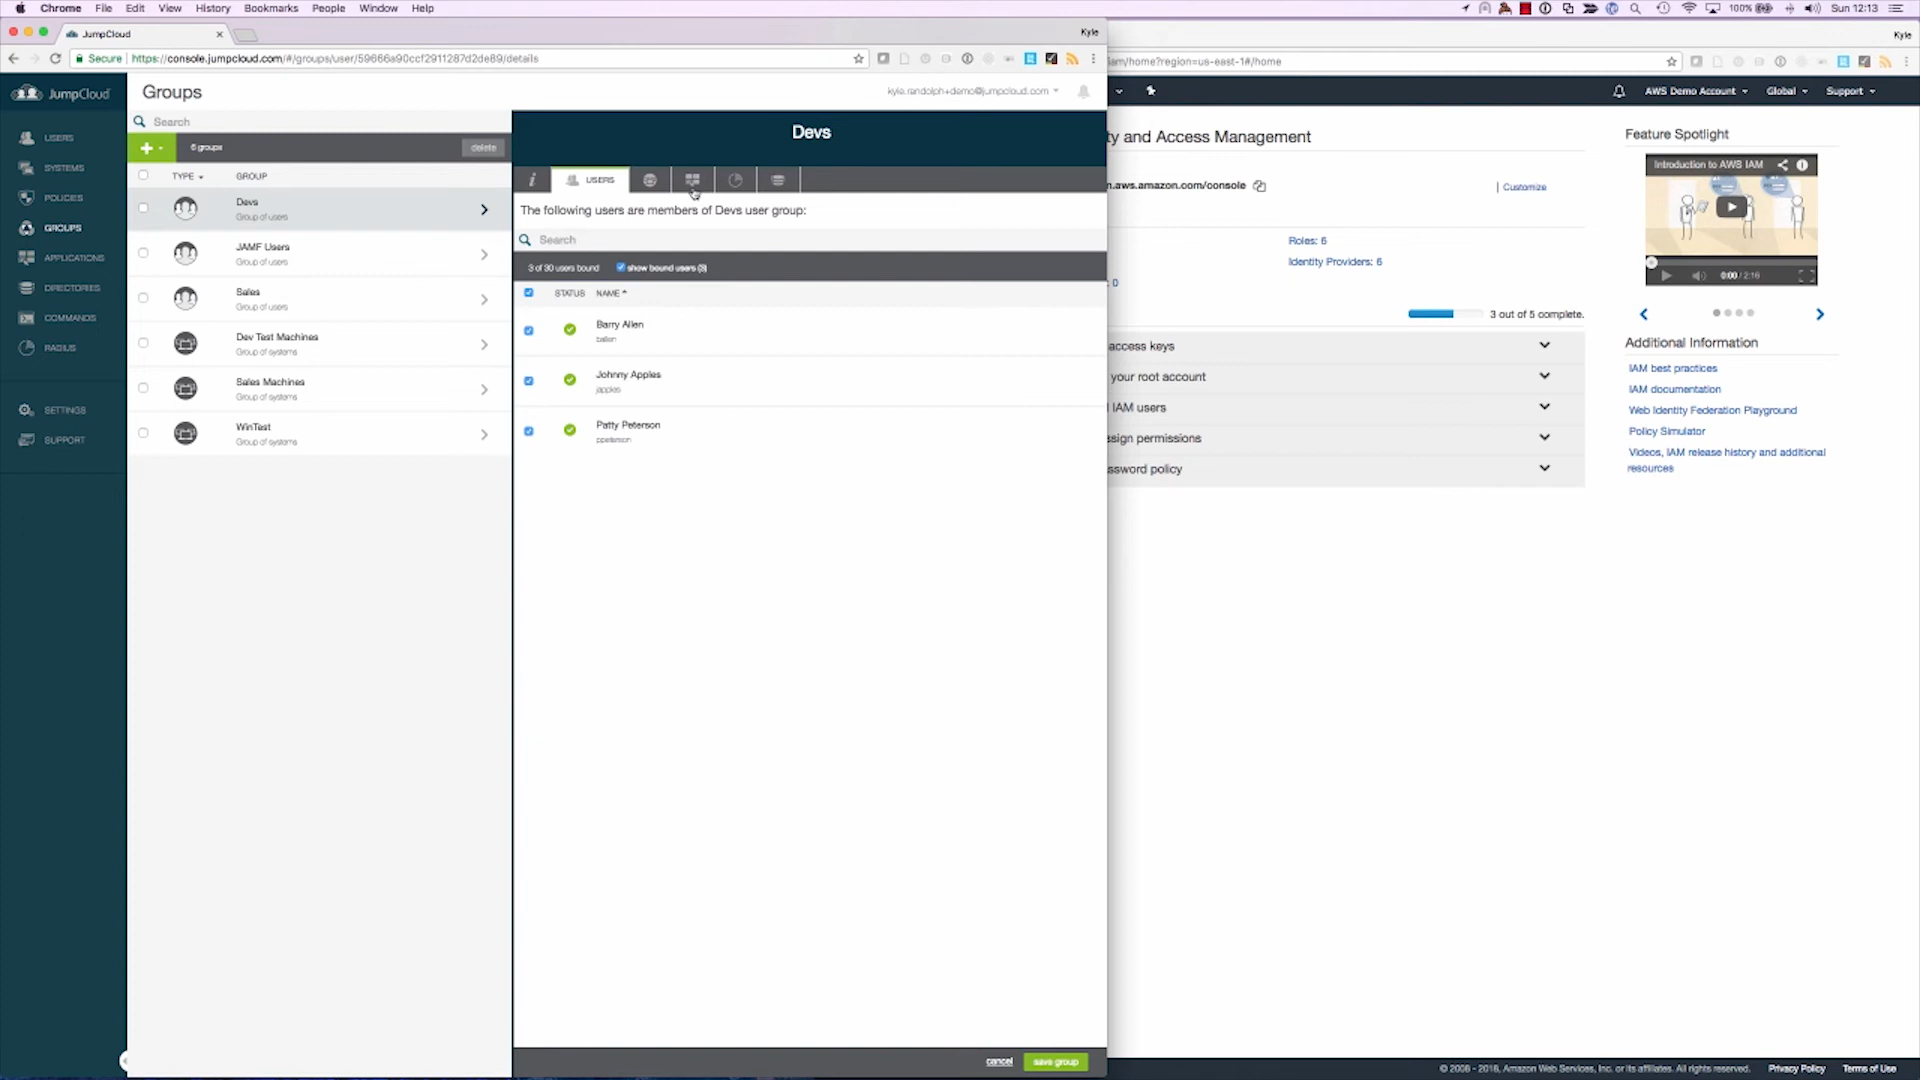 Chrome File Edit View History Bookmarks People Window Help
100% Sun 12:13
JumpCloud
Kyle
Kyle
Secure https://console.jumpcloud.com/#/groups/user/59666a90ccf2911287d2de89/details
iam/home?region=us-east-1#/home
JumpCloud
USERS
SYSTEMS
POLICIES
GROUPS
APPLICATIONS
DIRECTORIES
COMMANDS
RADIUS
SETTINGS
SUPPORT
Groups
kyle.randolph+demo@jumpcloud.com
Search
6 groups
delete
TYPE GROUP
Devs
Group of users
JAMF Users
Group of users
Sales
Group of users
Dev Test Machines
Group of systems
Sales Machines
Group of systems
WinTest
Group of systems
Devs
USERS
The following users are members of Devs user group:
Search
3 of 30 users bound show bound users (3)
STATUS NAME
Barry Allen
ballen
Johnny Apples
japples
Patty Peterson
ppeterson
cancel save group
AWS Demo Account Global Support
ty and Access Management
n.aws.amazon.com/console
Customize
Roles: 6
Identity Providers: 6
: 0
3 out of 5 complete.
access keys
your root account
IAM users
ssign permissions
ssword policy
Feature Spotlight
Introduction to AWS IAM
0:00 / 2:16
Additional Information
IAM best practices
IAM documentation
Web Identity Federation Playground
Policy Simulator
Videos, IAM release history and additional
resources
© 2008 - 2018, Amazon Web Services, Inc. or its affiliates. All rights reserved. Privacy Policy Terms of Use